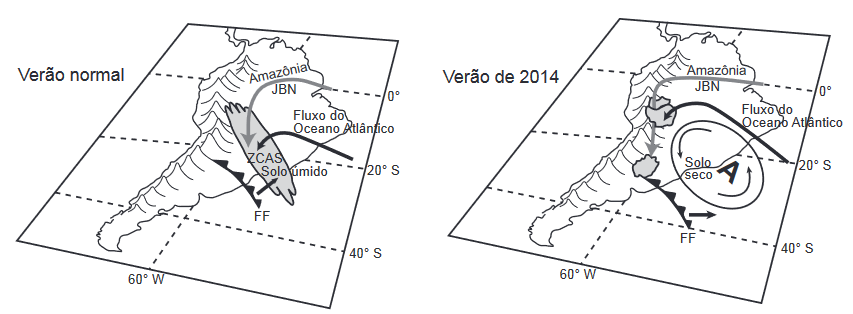 Verão normal
Amazônia
JBN
0°
Fluxo do
Oceano Atlântico
ZCAS
Solo úmido
20° S
FF
40° S
60° W
Verão de 2014
Amazônia
JBN
0°
Fluxo do
Oceano Atlântico
Solo
seco
A
20° S
FF
40° S
60° W